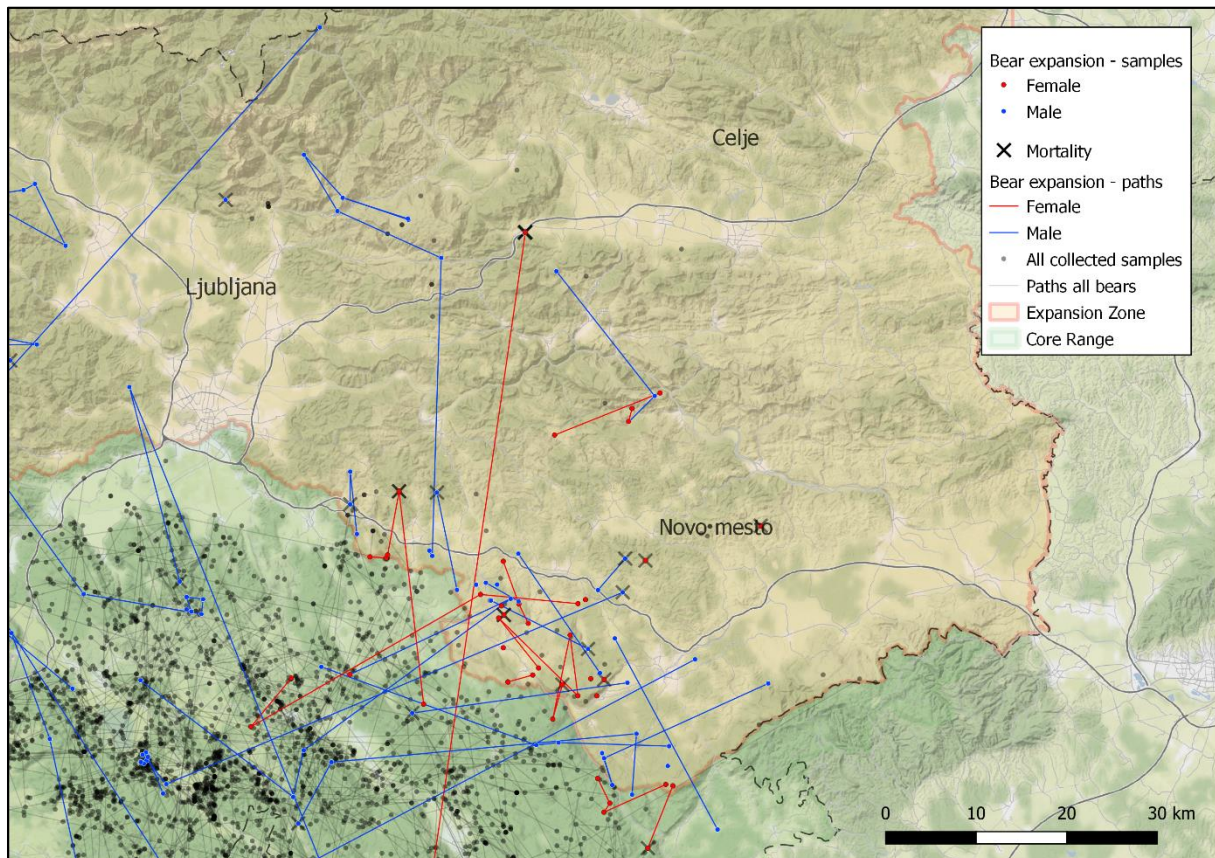 Bear expansion - samples
Female
Male
Mortality
Bear expansion - paths
Female
Male
All collected samples
Paths all bears
Expansion Zone
Core Range
Celje
Ljubljana
Novo mesto
0 10 20 30 km